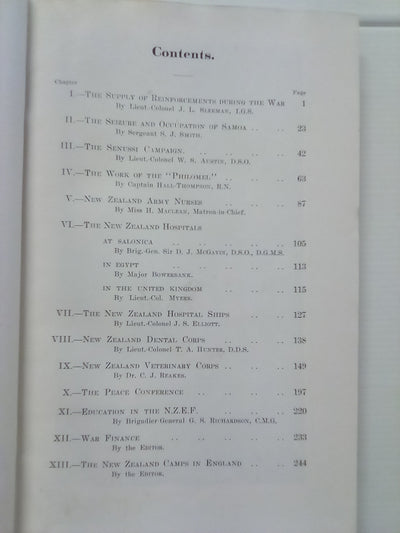 Contents.
Chapter Page
I.—The Supply of Reinforcements during the War 1
By Lieut.-Colonel J. L. Sleeman, I.G.S.
II.—The Seizure and Occupation of Samoa .. .. 23
By Sergeant S. J. Smith.
III.—The Senussi Campaign. .. .. .. .. 42
By Lieut.-Colonel W. S. Austin, D.S.O.
IV.—The Work of the "Philomel" .. .. .. 63
By Captain Hall-Thompson, R.N.
V.—New Zealand Army Nurses .. .. .. 87
By Miss H. Maclean, Matron-in-Chief.
VI.—The New Zealand Hospitals
at Salonica .. .. .. .. .. 105
By Brig.-Gen. Sir D. J. McGavin, D.S.O., D.G.M.S.
in Egypt .. .. .. .. .. 113
By Major Bowerbank.
in the United Kingdom .. .. .. 115
By Lieut.-Col. Myers.
VII.—The New Zealand Hospital Ships .. .. 127
By Lieut.-Colonel J. S. Elliott.
VIII.—New Zealand Dental Corps .. .. .. 138
By Lieut.-Colonel T. A. Hunter, D.D.S.
IX.—New Zealand Veterinary Corps .. .. .. 149
By Dr. C. J. Reakes.
X.—The Peace Conference .. .. .. .. 197
XI.—Education in the N.Z.E.F. .. .. .. 220
By Brigadier-General G. S. Richardson, C.M.G.
XII.—War Finance .. .. .. .. .. 233
By the Editor.
XIII.—The New Zealand Camps in England .. .. 244
By the Editor.